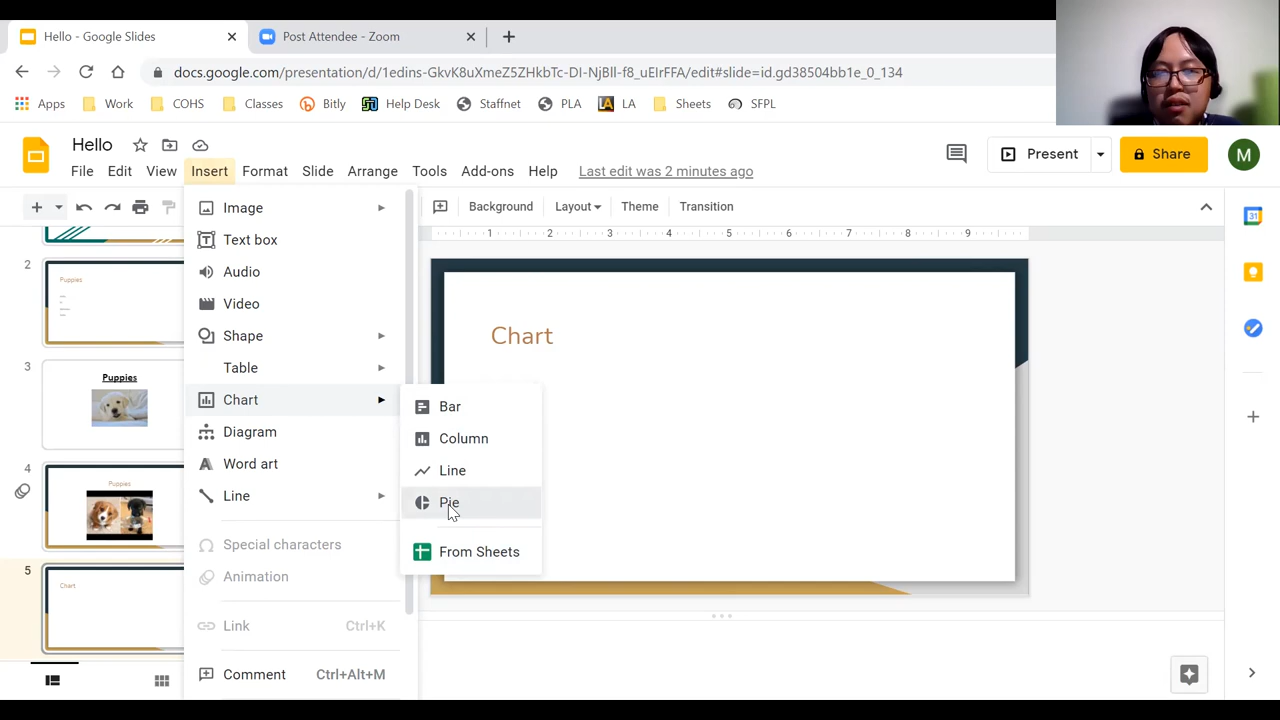 Hello - Google Slides
Post Attendee - Zoom
docs.google.com/presentation/d/1edins-GkvK8uXmeZ5ZHkbTc-DI-NjBll-f8_uEIrFFA/edit#slide=id.gd38504bb1e_0_134
Apps Work COHS Classes Bitly Help Desk Staffnet PLA LA Sheets SFPL
Hello
Present
Share
M
File Edit View Insert Format Slide Arrange Tools Add-ons Help Last edit was 2 minutes ago
Background Layout Theme Transition
1 2 3 4 5 6 7 8 9
31
Image
Text box
Audio
Video
Shape
Table
Chart
Diagram
Word art
Line
Special characters
Animation
Link Ctrl+K
Comment Ctrl+Alt+M
Bar
Column
Line
Pie
From Sheets
2
Puppies
3
Puppies
4
Puppies
5
Chart
Chart